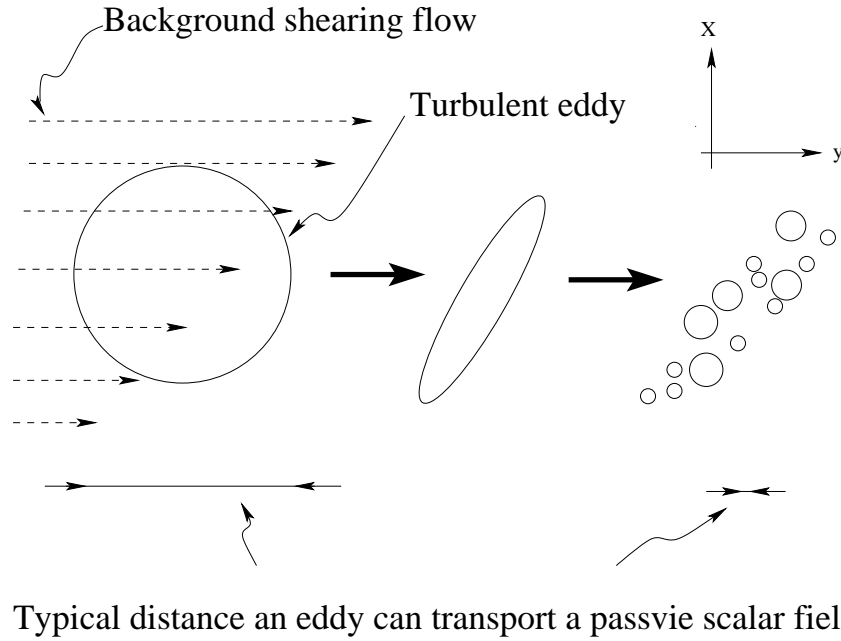 Background shearing flow
X
Turbulent eddy
y
Typical distance an eddy can transport a passvie scalar fiel